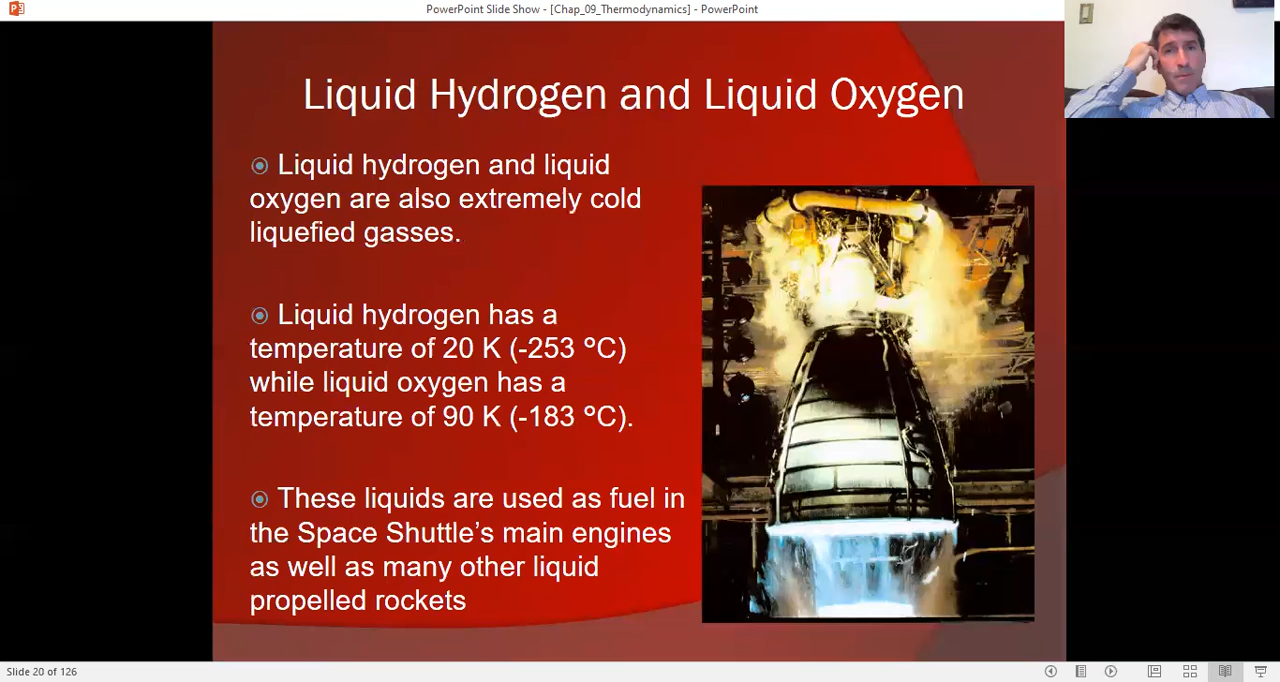 PowerPoint Slide Show - [Chap_09_Thermodynamics] - PowerPoint
Liquid Hydrogen and Liquid Oxygen
Liquid hydrogen and liquid
oxygen are also extremely cold
liquefied gasses.
Liquid hydrogen has a
temperature of 20 K (-253 ºC)
while liquid oxygen has a
temperature of 90 K (-183 ºC).
These liquids are used as fuel in
the Space Shuttle’s main engines
as well as many other liquid
propelled rockets
Slide 20 of 126